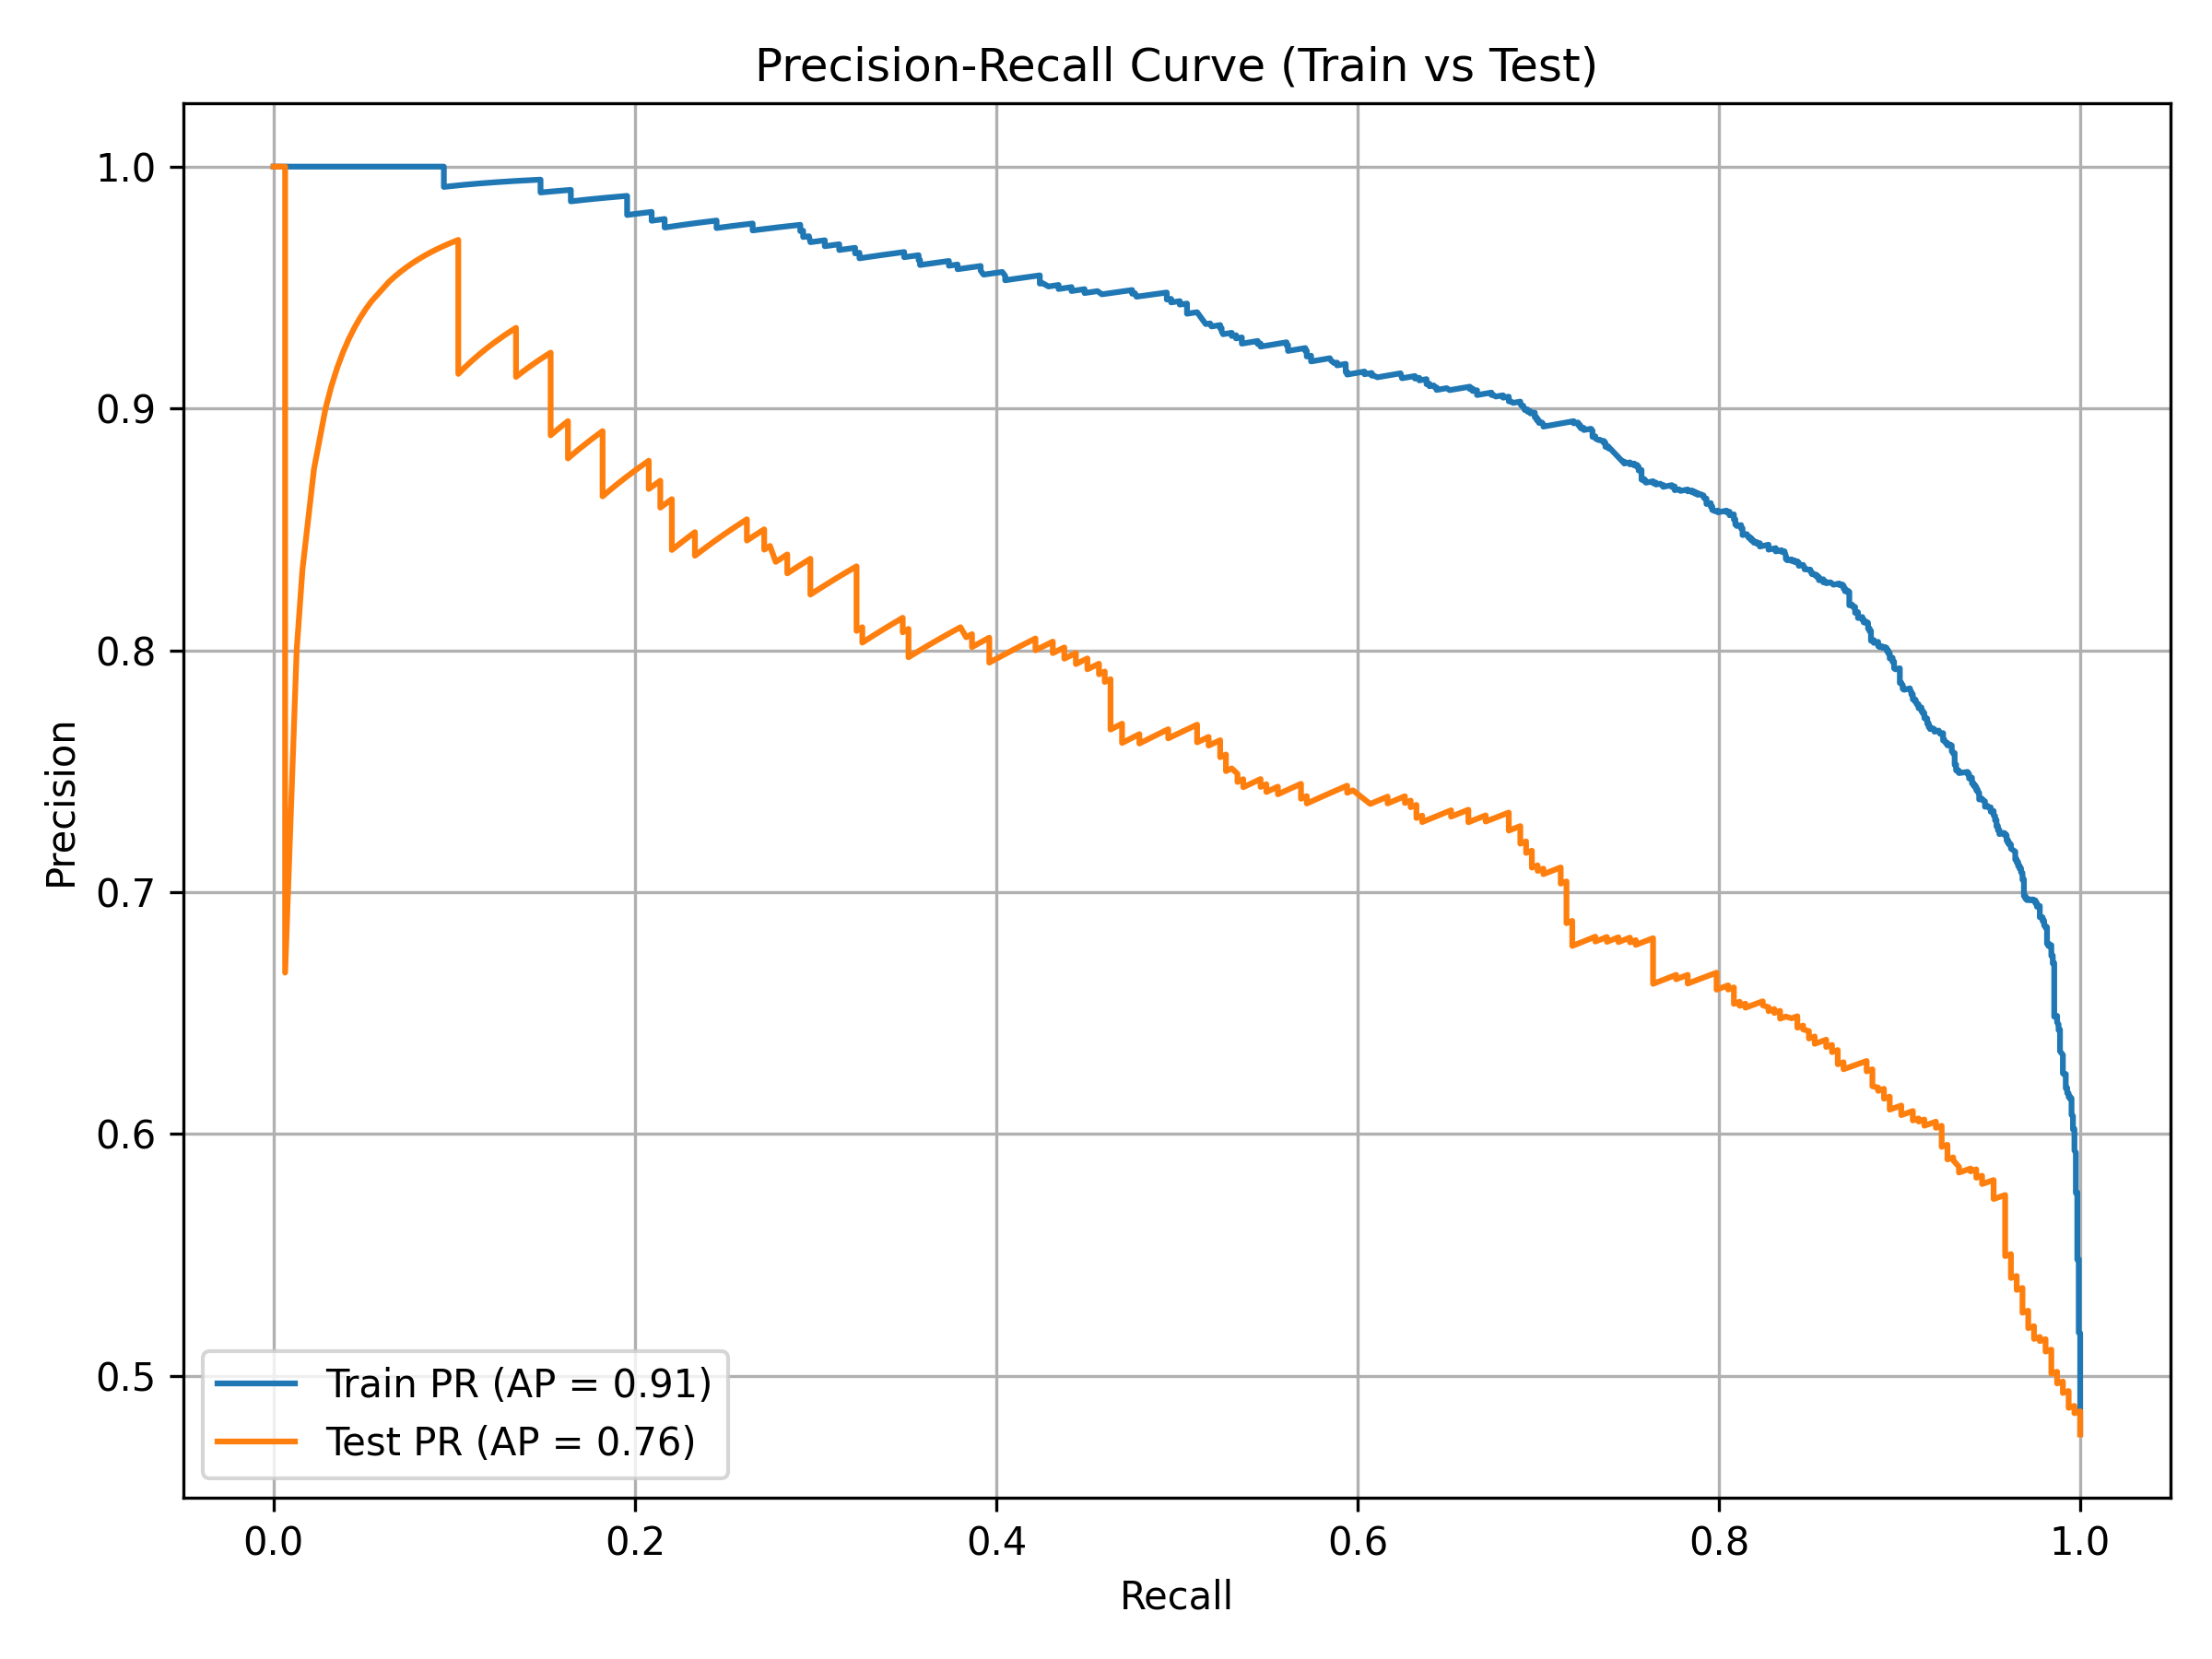 Precision-Recall Curve (Train vs Test)
1.0
0.9
0.8
0.7
0.6
0.5
Precision
Train PR (AP = 0.91)
Test PR (AP = 0.76)
0.0 0.2 0.4 0.6 0.8 1.0
Recall